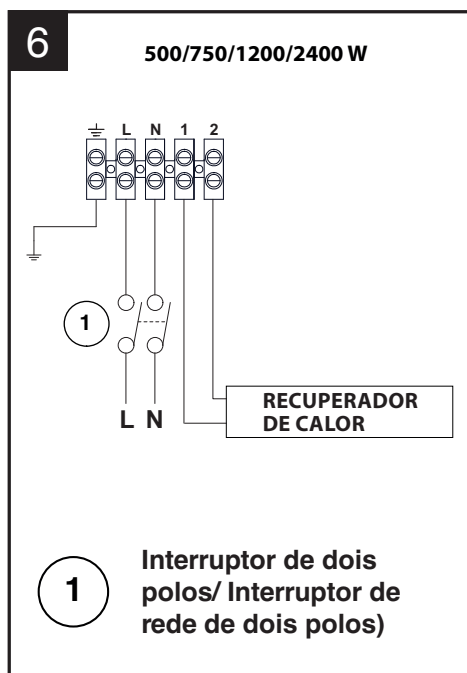 6
500/750/1200/2400 W
L N 1 2
1
L N
RECUPERADOR
DE CALOR
1
Interruptor de dois
polos/ Interruptor de
rede de dois polos)